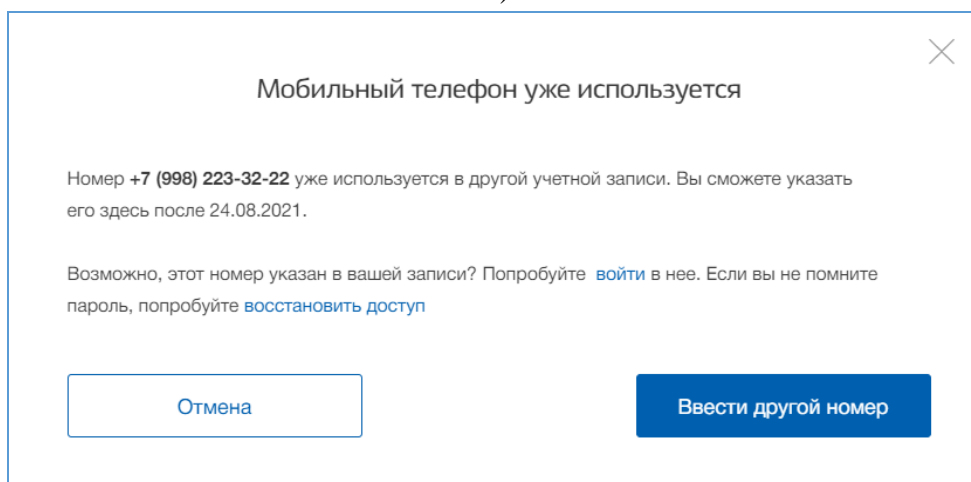 Мобильный телефон уже используется
Номер +7 (998) 223-32-22 уже используется в другой учетной записи. Вы сможете указать
его здесь после 24.08.2021.
Возможно, этот номер указан в вашей записи? Попробуйте войти в нее. Если вы не помните
пароль, попробуйте восстановить доступ
Отмена
Ввести другой номер